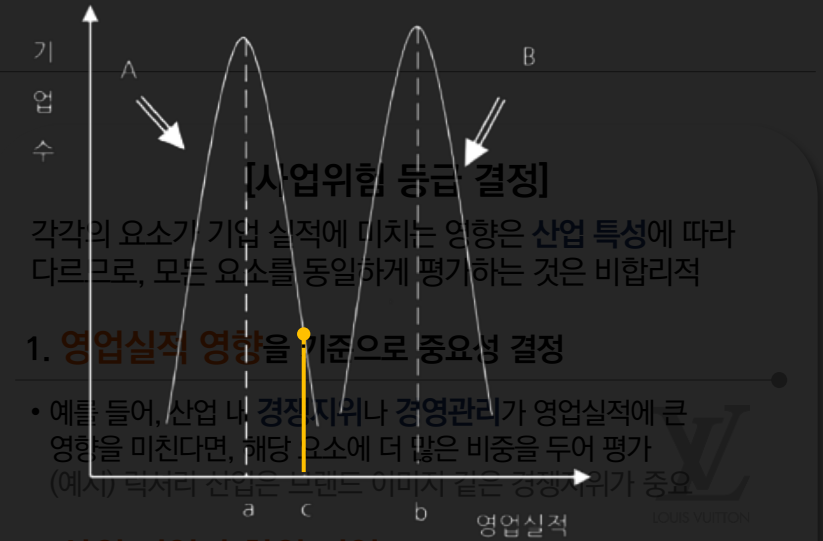 기
업
수
A
B
[사업위험 등급 결정]
각각의 요소가 기업 실적에 미치는 영향은 산업 특성에 따라
다르므로, 모든 요소를 동일하게 평가하는 것은 비합리적
1. 영업실적 영향을 기준으로 중요성 결정
• 예를 들어, 산업 내 경쟁지위나 경영관리가 영업실적에 큰
영향을 미친다면, 해당 요소에 더 많은 비중을 두어 평가
(예시) 럭셔리 산업은 브랜드 이미지 같은 경쟁지위가 중요
LOUIS VUITTON
a
c
b
영업실적